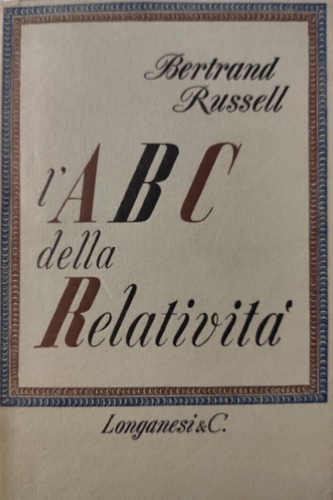 Bertrand
Russell
l'ABC
della
Relatività
Longanesi & C.